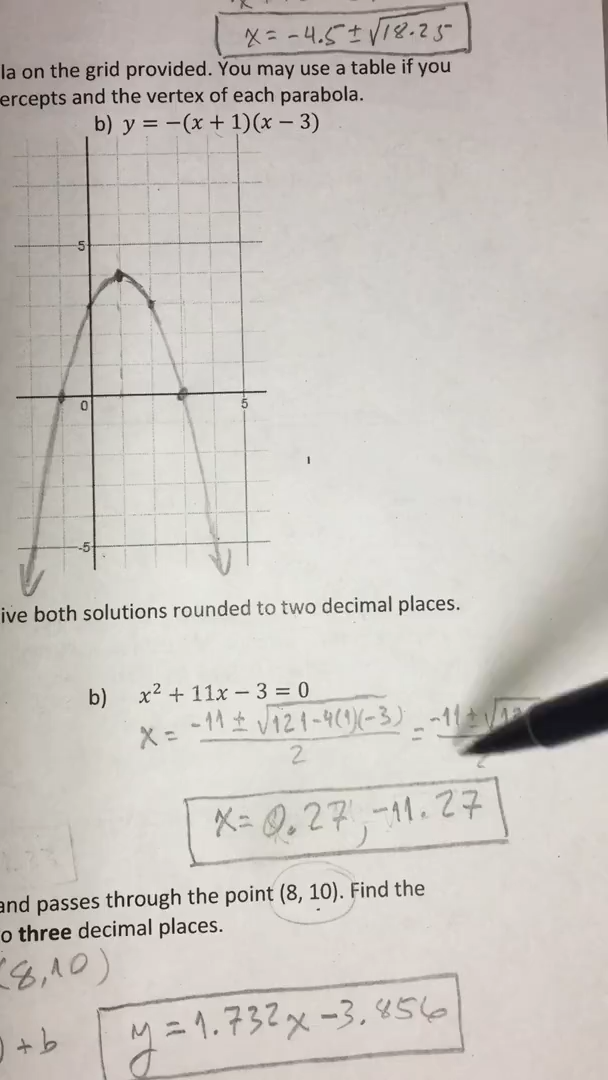 x = -4.5 ± √18.25
la on the grid provided. You may use a table if you
ercepts and the vertex of each parabola.
b) y = −(x + 1)(x − 3)
5
0 5
-5
ive both solutions rounded to two decimal places.
b) x² + 11x − 3 = 0
x = -11 ± √121-4(1)(-3) / 2 = -11 ± √ / 2
x = 0.27, -11.27
and passes through the point (8, 10). Find the
o three decimal places.
(8,10)
) + b
y = 1.732x - 3.856